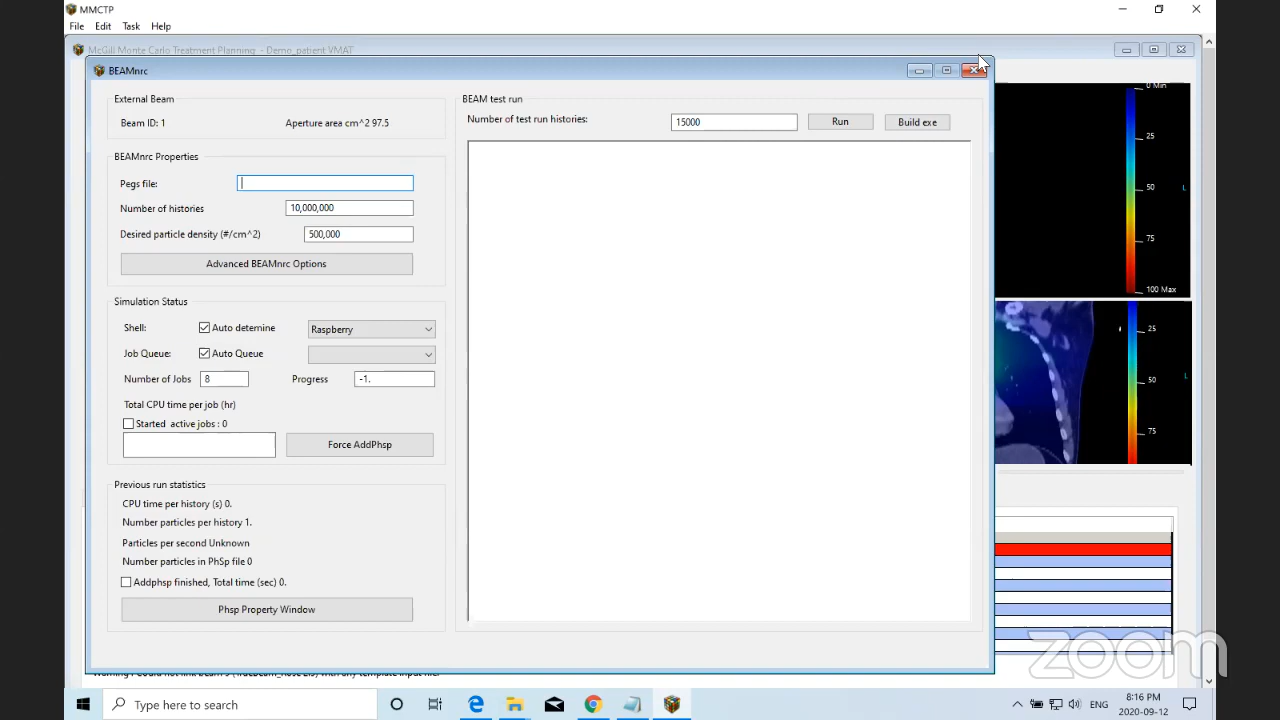 MMCTP
File Edit Task Help
McGill Monte Carlo Treatment Planning - Demo_patient VMAT
BEAMnrc
External Beam
Beam ID: 1 Aperture area cm^2 97.5
BEAMnrc Properties
Pegs file:
Number of histories 10,000,000
Desired particle density (#/cm^2) 500,000
Advanced BEAMnrc Options
Simulation Status
Shell: Auto detemine Raspberry
Job Queue: Auto Queue
Number of Jobs 8 Progress -1.
Total CPU time per job (hr)
Started active jobs : 0
Force AddPhsp
Previous run statistics
CPU time per history (s) 0.
Number particles per history 1.
Particles per second Unknown
Number particles in PhSp file 0
Addphsp finished, Total time (sec) 0.
Phsp Property Window
BEAM test run
Number of test run histories: 15000 Run Build exe
0 Min
25
50 L
75
100 Max
25
50 L
75
zoom
Type here to search
ENG
8:16 PM
2020-09-12